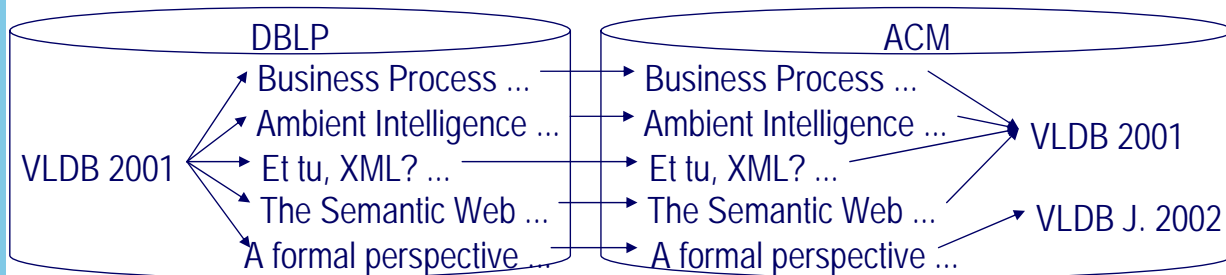 DBLP
ACM
Business Process ...
Business Process ...
Ambient Intelligence ...
Ambient Intelligence ...
VLDB 2001
VLDB 2001
Et tu, XML? ...
Et tu, XML? ...
The Semantic Web ...
The Semantic Web ...
VLDB J. 2002
A formal perspective ...
A formal perspective ...